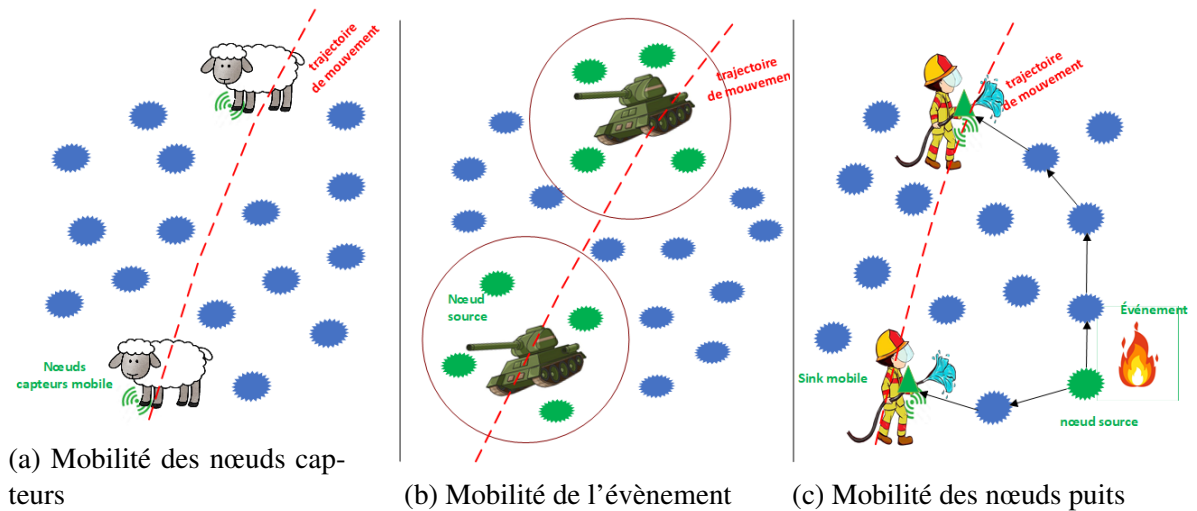 trajectoire
de mouvement
Nœuds
capteurs mobile
(a) Mobilité des nœuds cap-
teurs
trajectoire
de mouvemen
Nœud
source
(b) Mobilité de l'évènement
trajectoire
de mouvement
Événement
Sink mobile
nœud source
(c) Mobilité des nœuds puits